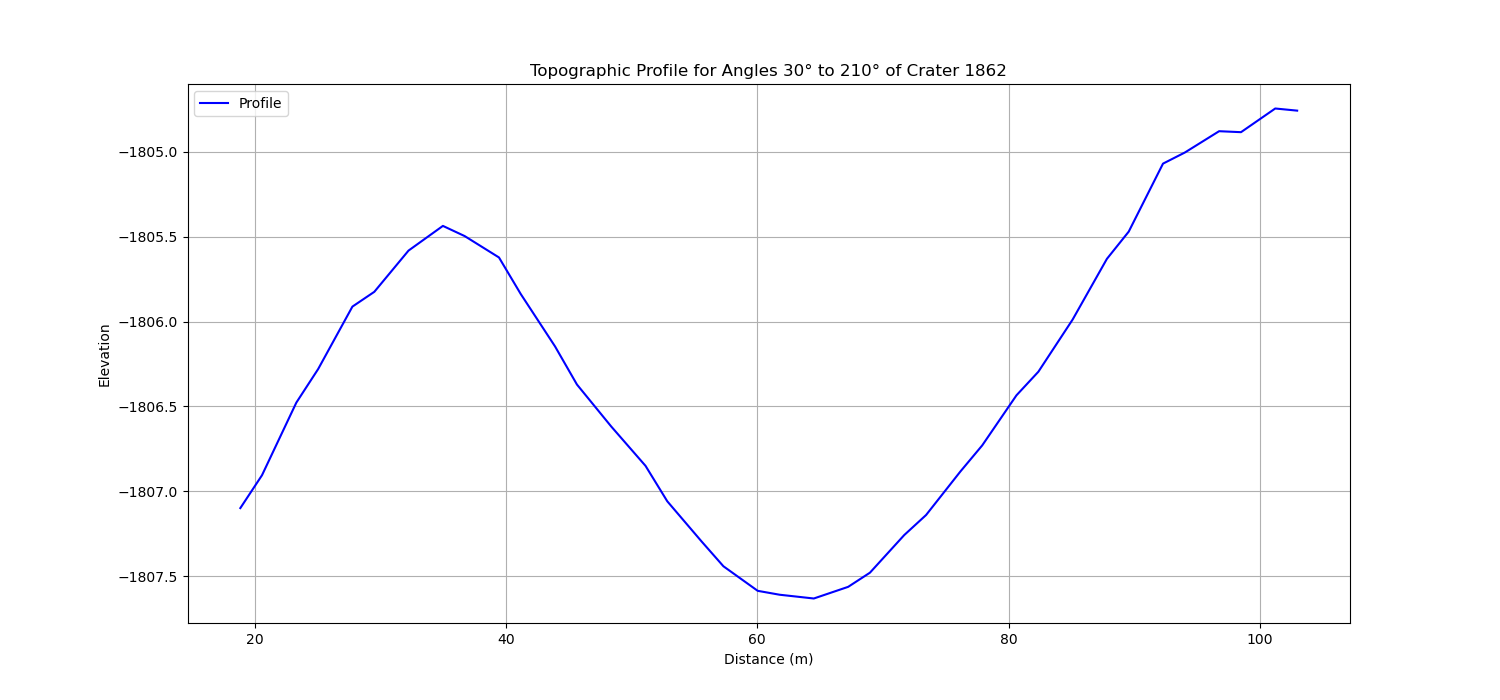 Topographic Profile for Angles 30° to 210° of Crater 1862
Profile
−1805.0
−1805.5
−1806.0
−1806.5
−1807.0
−1807.5
Elevation
20 40 60 80 100
Distance (m)